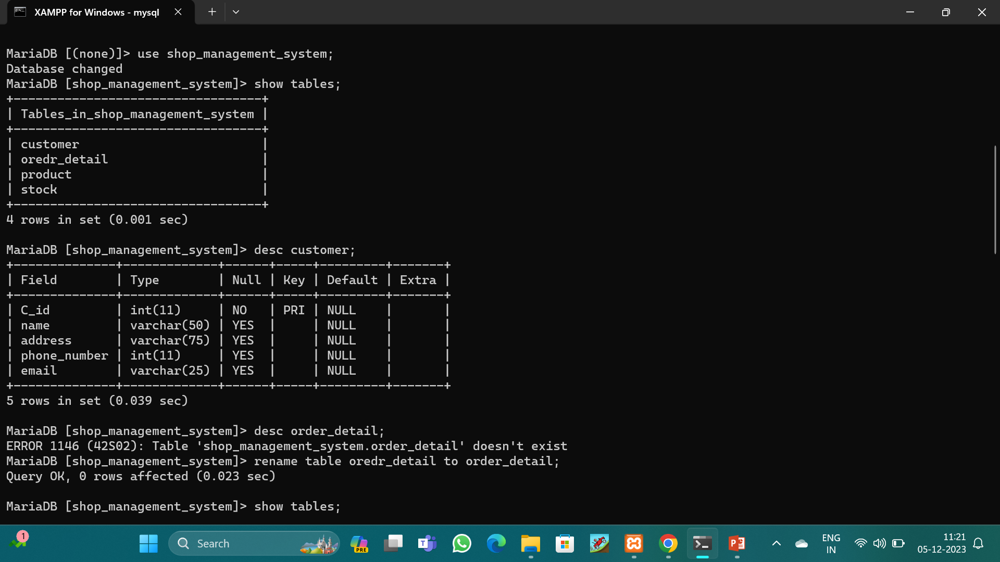 XAMPP for Windows - mysql
MariaDB [(none)]> use shop_management_system;
Database changed
MariaDB [shop_management_system]> show tables;
+----------------------------------+
| Tables_in_shop_management_system |
+----------------------------------+
| customer                         |
| oredr_detail                     |
| product                          |
| stock                            |
+----------------------------------+
4 rows in set (0.001 sec)
MariaDB [shop_management_system]> desc customer;
+--------------+-------------+------+-----+---------+-------+
| Field        | Type        | Null | Key | Default | Extra |
+--------------+-------------+------+-----+---------+-------+
| C_id         | int(11)     | NO   | PRI | NULL    |       |
| name         | varchar(50) | YES  |     | NULL    |       |
| address      | varchar(75) | YES  |     | NULL    |       |
| phone_number | int(11)     | YES  |     | NULL    |       |
| email        | varchar(25) | YES  |     | NULL    |       |
+--------------+-------------+------+-----+---------+-------+
5 rows in set (0.039 sec)
MariaDB [shop_management_system]> desc order_detail;
ERROR 1146 (42S02): Table 'shop_management_system.order_detail' doesn't exist
MariaDB [shop_management_system]> rename table oredr_detail to order_detail;
Query OK, 0 rows affected (0.023 sec)
MariaDB [shop_management_system]> show tables;
1
Search
PRE
T
P
ENG
IN
11:21
05-12-2023